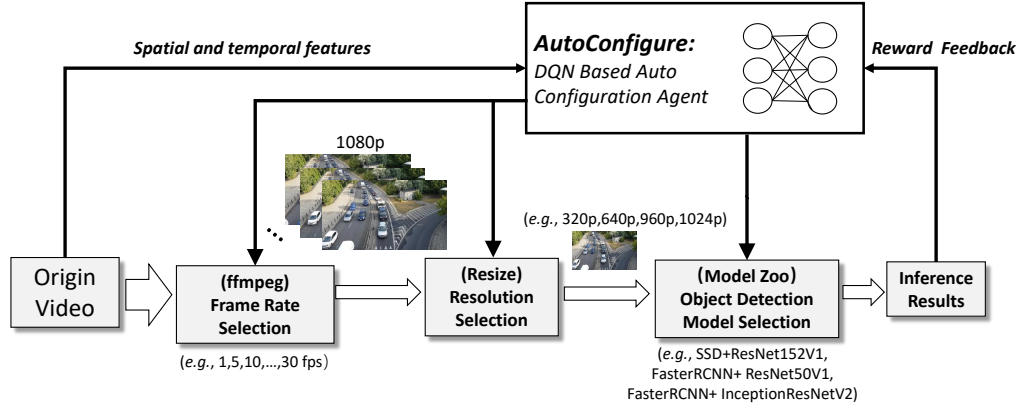 Spatial and temporal features
AutoConfigure:
DQN Based Auto
Configuration Agent
Reward Feedback
1080p
(e.g., 320p,640p,960p,1024p)
Origin
Video
(ffmpeg)
Frame Rate
Selection
(e.g., 1,5,10,...,30 fps)
(Resize)
Resolution
Selection
(Model Zoo)
Object Detection
Model Selection
(e.g., SSD+ResNet152V1,
FasterRCNN+ ResNet50V1,
FasterRCNN+ InceptionResNetV2)
Inference
Results